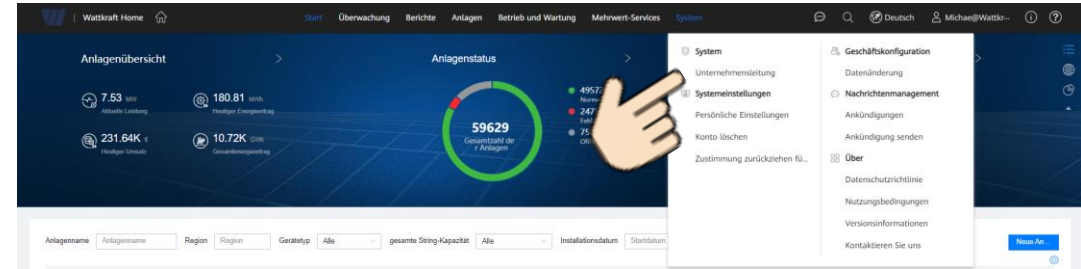 Wattkraft Home
Start Überwachung Berichte Anlagen Betrieb und Wartung Mehrwert-Services System
Deutsch Michae@Wattkr...
Anlagenübersicht
7.53 MW
Aktuelle Leistung
180.81 MWh
Heutiger Energieertrag
231.64K €
Heutiger Umsatz
10.72K GWh
Gesamtenergieertrag
Anlagenstatus
59629
Gesamtzahl de
r Anlagen
System
Unternehmensleitung
Systemeinstellungen
Persönliche Einstellungen
Konto löschen
Zustimmung zurückziehen fü...
Geschäftskonfiguration
Datenänderung
Nachrichtenmanagement
Ankündigungen
Ankündigung senden
Über
Datenschutzrichtlinie
Nutzungsbedingungen
Versionsinformationen
Kontaktieren Sie uns
Anlagenname Anlagenname Region Region Gerätetyp Alle gesamte String-Kapazität Alle Installationsdatum Startdatum
Neue An...